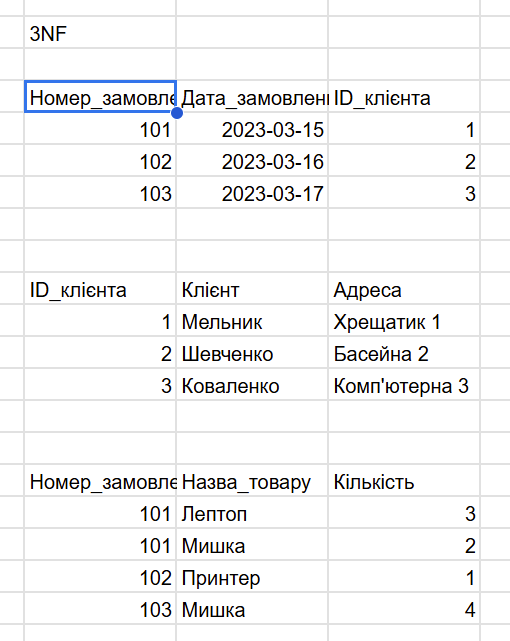 3NF
Номер_замовле Дата_замовленн ID_клієнта
101 2023-03-15 1
102 2023-03-16 2
103 2023-03-17 3
ID_клієнта Клієнт Адреса
1 Мельник Хрещатик 1
2 Шевченко Басейна 2
3 Коваленко Комп'ютерна 3
Номер_замовле Назва_товару Кількість
101 Лептоп 3
101 Мишка 2
102 Принтер 1
103 Мишка 4